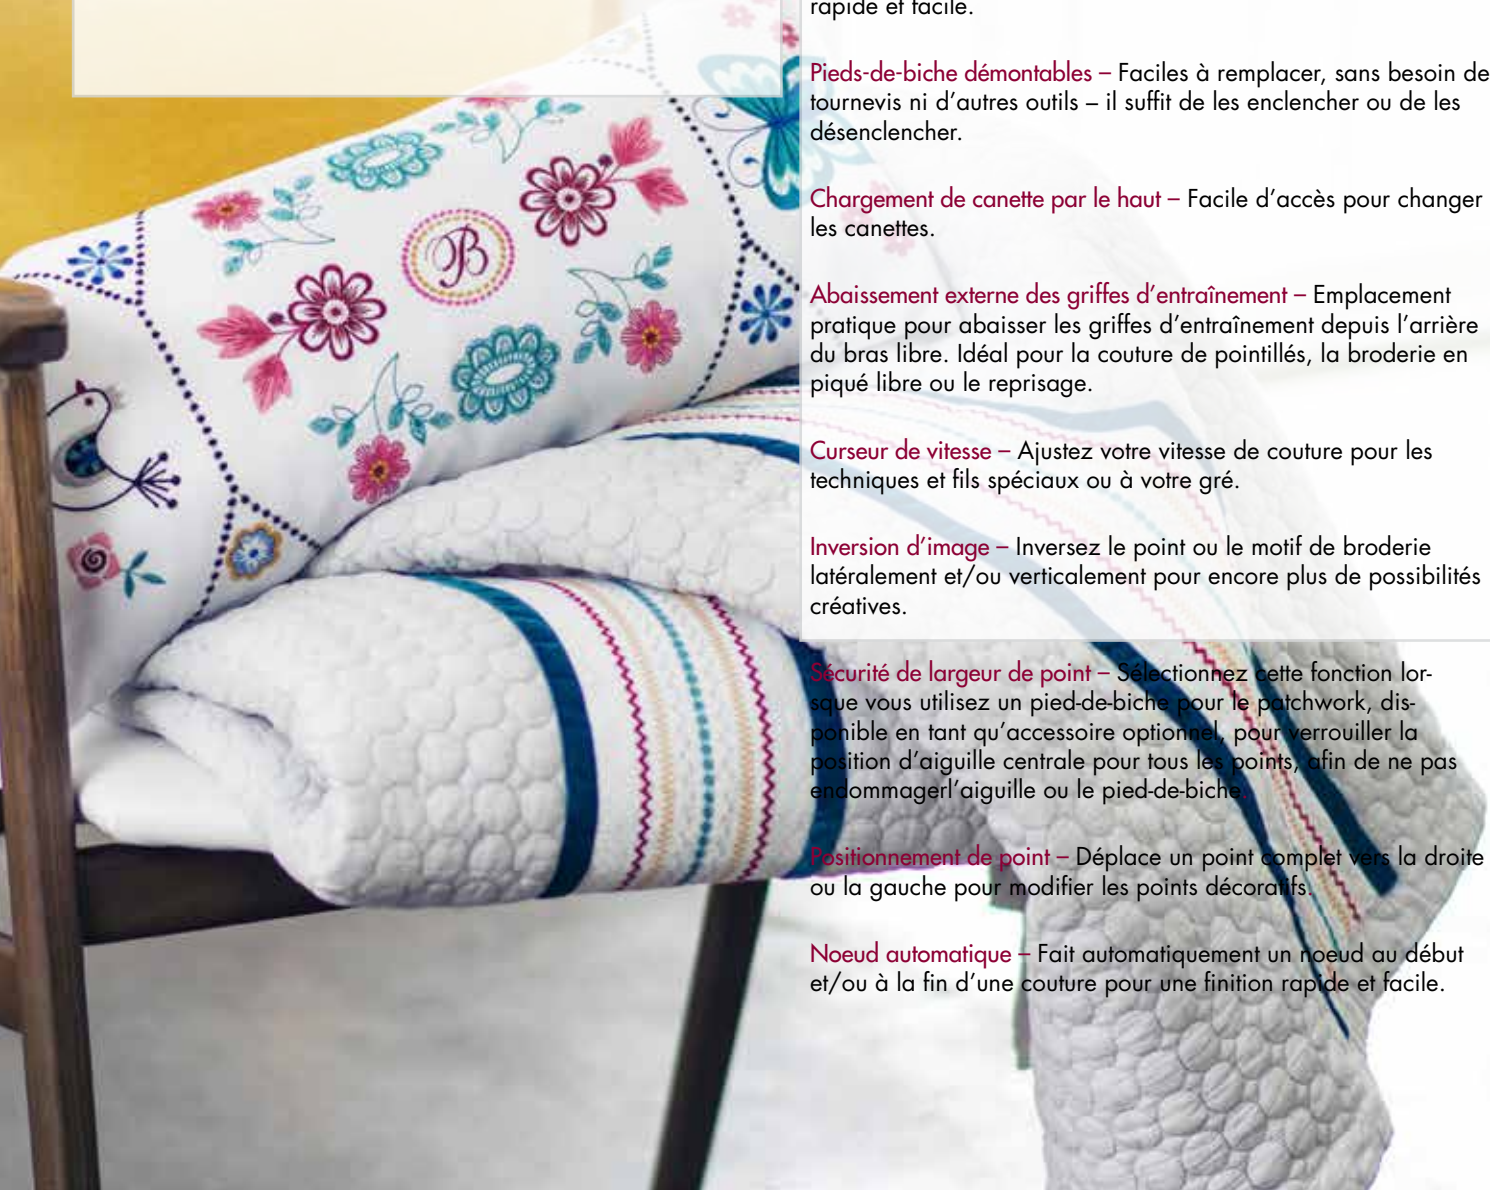 rapide et facile.
Pieds-de-biche démontables – Faciles à remplacer, sans besoin de
tournevis ni d'autres outils – il suffit de les enclencher ou de les
désenclencher.
Chargement de canette par le haut – Facile d'accès pour changer
les canettes.
Abaissement externe des griffes d'entraînement – Emplacement
pratique pour abaisser les griffes d'entraînement depuis l'arrière
du bras libre. Idéal pour la couture de pointillés, la broderie en
piqué libre ou le reprisage.
Curseur de vitesse – Ajustez votre vitesse de couture pour les
techniques et fils spéciaux ou à votre gré.
Inversion d'image – Inversez le point ou le motif de broderie
latéralement et/ou verticalement pour encore plus de possibilités
créatives.
Sécurité de largeur de point – Sélectionnez cette fonction lor-
sque vous utilisez un pied-de-biche pour le patchwork, dis-
ponible en tant qu'accessoire optionnel, pour verrouiller la
position d'aiguille centrale pour tous les points, afin de ne pas
endommagerl'aiguille ou le pied-de-biche.
Positionnement de point – Déplace un point complet vers la droite
ou la gauche pour modifier les points décoratifs.
Noeud automatique – Fait automatiquement un noeud au début
et/ou à la fin d'une couture pour une finition rapide et facile.
B